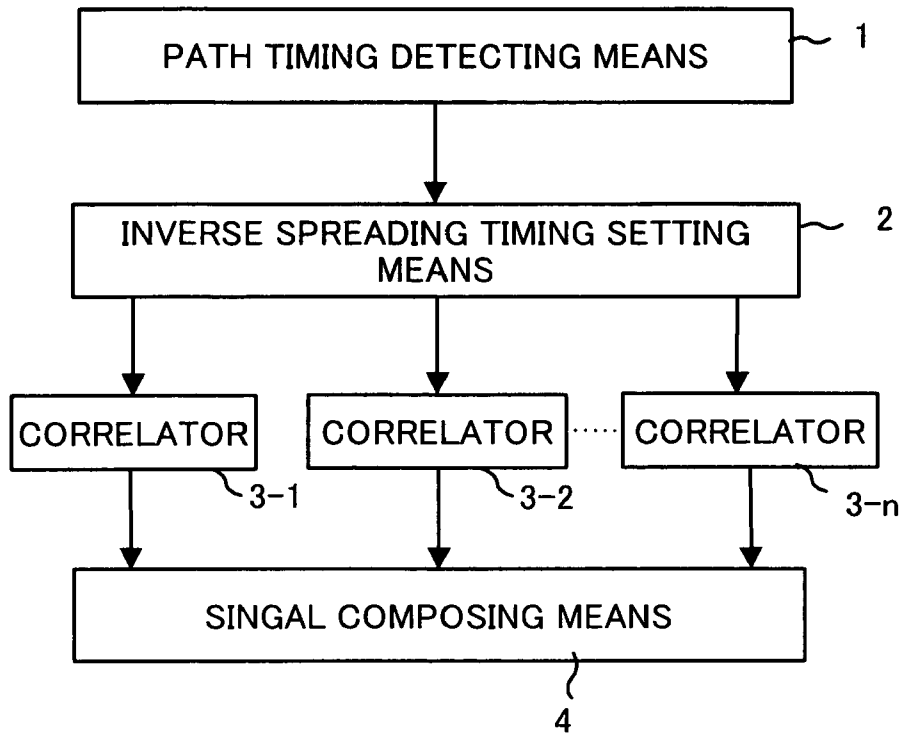 PATH TIMING DETECTING MEANS
1
INVERSE SPREADING TIMING SETTING
MEANS
2
CORRELATOR
CORRELATOR
.....
CORRELATOR
3-1
3-2
3-n
SINGAL COMPOSING MEANS
4